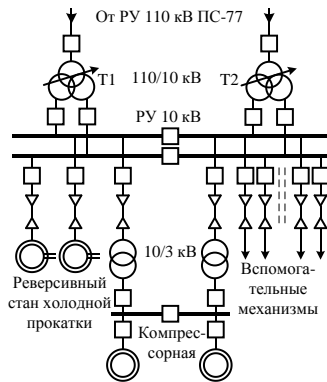 От РУ 110 кВ ПС-77
Т1
110/10 кВ
Т2
РУ 10 кВ
10/3 кВ
Реверсивный
стан холодной
прокатки
Вспомога-
тельные
механизмы
Компрес-
сорная